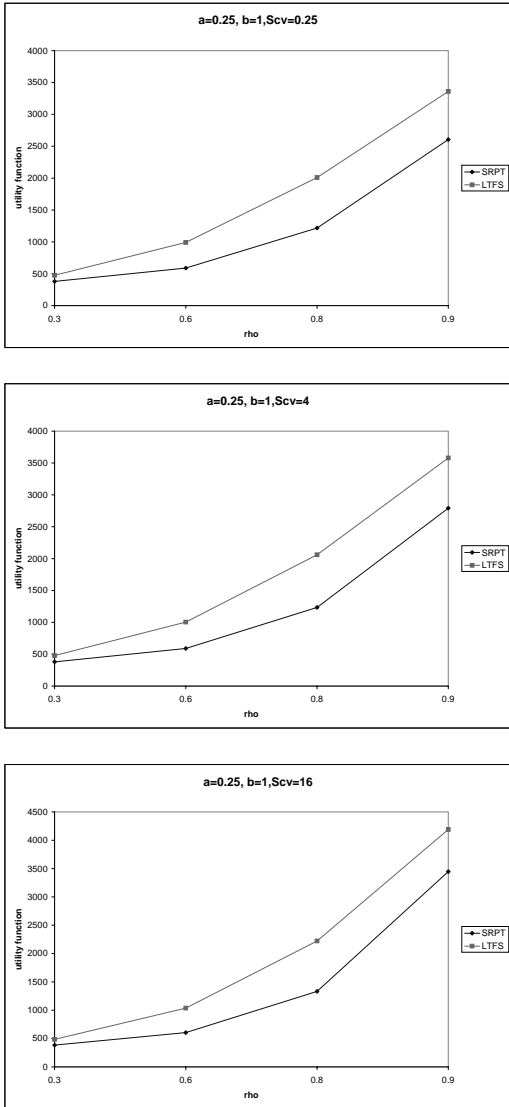 a=0.25, b=1,Scv=0.25
4000
3500
3000
2500
2000
1500
1000
500
0
utility function
0.3 0.6 0.8 0.9
rho
SRPT
LTFS
a=0.25, b=1,Scv=4
4000
3500
3000
2500
2000
1500
1000
500
0
utility function
0.3 0.6 0.8 0.9
rho
SRPT
LTFS
a=0.25, b=1,Scv=16
4500
4000
3500
3000
2500
2000
1500
1000
500
0
utility function
0.3 0.6 0.8 0.9
rho
SRPT
LTFS